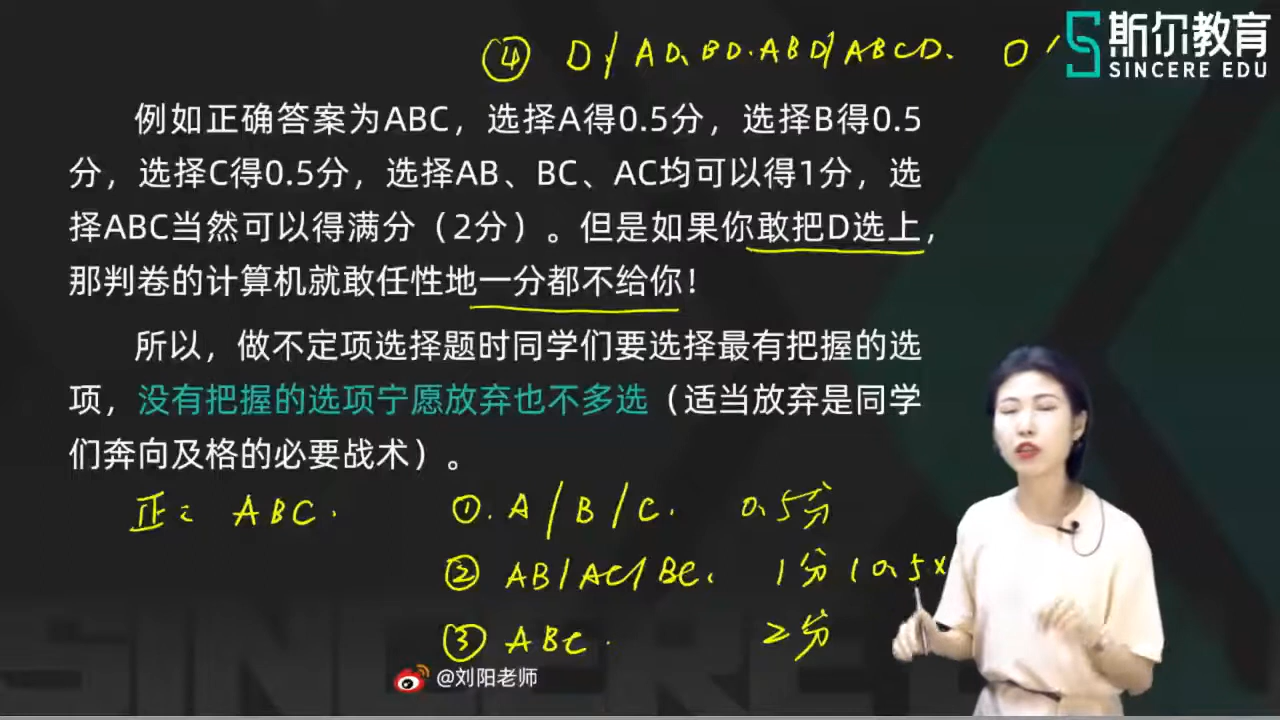 ④ D/AD、BD.ABD/ABCD. 0
斯尔教育
SINCERE EDU
例如正确答案为ABC，选择A得0.5分，选择B得0.5
分，选择C得0.5分，选择AB、BC、AC均可以得1分，选
择ABC当然可以得满分（2分）。但是如果你敢把D选上，
那判卷的计算机就敢任性地一分都不给你！
所以，做不定项选择题时同学们要选择最有把握的选
项，没有把握的选项宁愿放弃也不多选（适当放弃是同学
们奔向及格的必要战术）。
正： ABC. ①. A/B/C. 0.5分
② AB/AC/BC. 1分(0.5×
③ ABC. 2分
@刘阳老师
SINCERE E